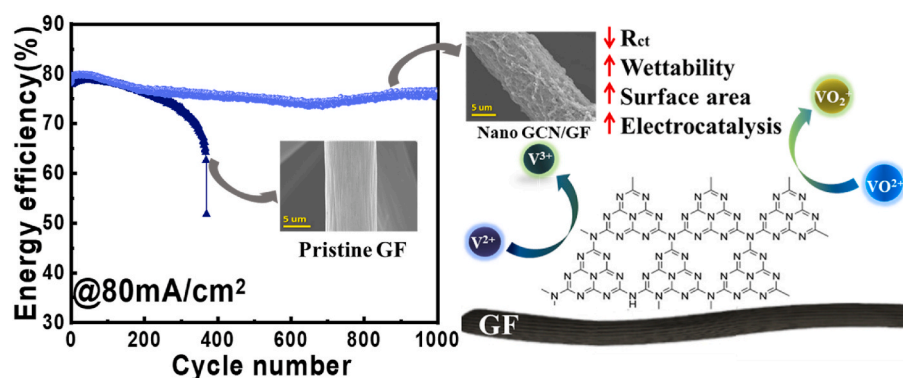 Energy efficiency(%)
90
80
70
60
50
40
30
0
200
400
600
800
1000
Cycle number
@80mA/cm²
5 um
Pristine GF
5 um
Nano GCN/GF
↓ Rct
↑ Wettability
↑ Surface area
↑ Electrocatalysis
V³⁺
V²⁺
VO₂⁺
VO²⁺
N
NH
GF